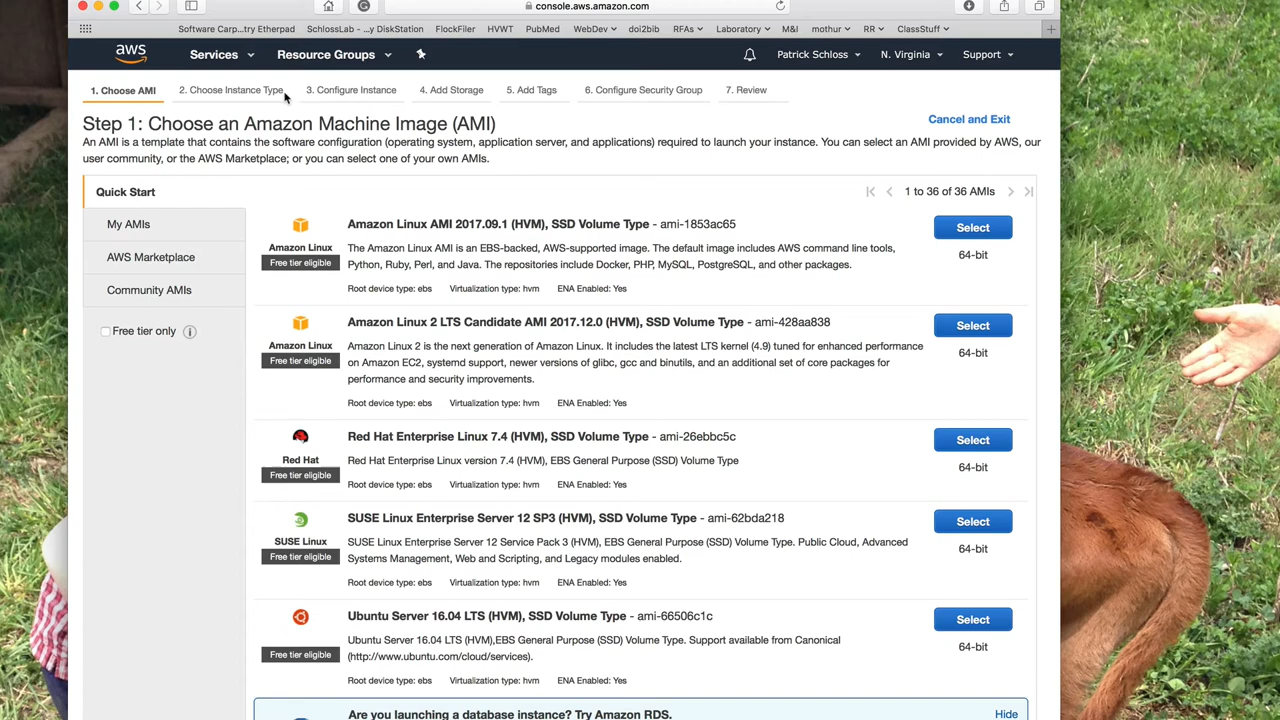 console.aws.amazon.com
Software Carp...try Etherpad SchlossLab - ...y DiskStation FlockFiler HVWT PubMed WebDev doi2bib RFAs Laboratory M&I mothur RR ClassStuff
aws Services Resource Groups Patrick Schloss N. Virginia Support
1. Choose AMI 2. Choose Instance Type 3. Configure Instance 4. Add Storage 5. Add Tags 6. Configure Security Group 7. Review
Step 1: Choose an Amazon Machine Image (AMI)
Cancel and Exit
An AMI is a template that contains the software configuration (operating system, application server, and applications) required to launch your instance. You can select an AMI provided by AWS, our
user community, or the AWS Marketplace; or you can select one of your own AMIs.
Quick Start
1 to 36 of 36 AMIs
My AMIs
AWS Marketplace
Community AMIs
Free tier only
Amazon Linux
Free tier eligible
Amazon Linux AMI 2017.09.1 (HVM), SSD Volume Type - ami-1853ac65
The Amazon Linux AMI is an EBS-backed, AWS-supported image. The default image includes AWS command line tools,
Python, Ruby, Perl, and Java. The repositories include Docker, PHP, MySQL, PostgreSQL, and other packages.
Root device type: ebs Virtualization type: hvm ENA Enabled: Yes
Select
64-bit
Amazon Linux
Free tier eligible
Amazon Linux 2 LTS Candidate AMI 2017.12.0 (HVM), SSD Volume Type - ami-428aa838
Amazon Linux 2 is the next generation of Amazon Linux. It includes the latest LTS kernel (4.9) tuned for enhanced performance
on Amazon EC2, systemd support, newer versions of glibc, gcc and binutils, and an additional set of core packages for
performance and security improvements.
Root device type: ebs Virtualization type: hvm ENA Enabled: Yes
Select
64-bit
Red Hat
Free tier eligible
Red Hat Enterprise Linux 7.4 (HVM), SSD Volume Type - ami-26ebbc5c
Red Hat Enterprise Linux version 7.4 (HVM), EBS General Purpose (SSD) Volume Type
Root device type: ebs Virtualization type: hvm ENA Enabled: Yes
Select
64-bit
SUSE Linux
Free tier eligible
SUSE Linux Enterprise Server 12 SP3 (HVM), SSD Volume Type - ami-62bda218
SUSE Linux Enterprise Server 12 Service Pack 3 (HVM), EBS General Purpose (SSD) Volume Type. Public Cloud, Advanced
Systems Management, Web and Scripting, and Legacy modules enabled.
Root device type: ebs Virtualization type: hvm ENA Enabled: Yes
Select
64-bit
Free tier eligible
Ubuntu Server 16.04 LTS (HVM), SSD Volume Type - ami-66506c1c
Ubuntu Server 16.04 LTS (HVM),EBS General Purpose (SSD) Volume Type. Support available from Canonical
(http://www.ubuntu.com/cloud/services).
Root device type: ebs Virtualization type: hvm ENA Enabled: Yes
Select
64-bit
Are you launching a database instance? Try Amazon RDS.
Hide